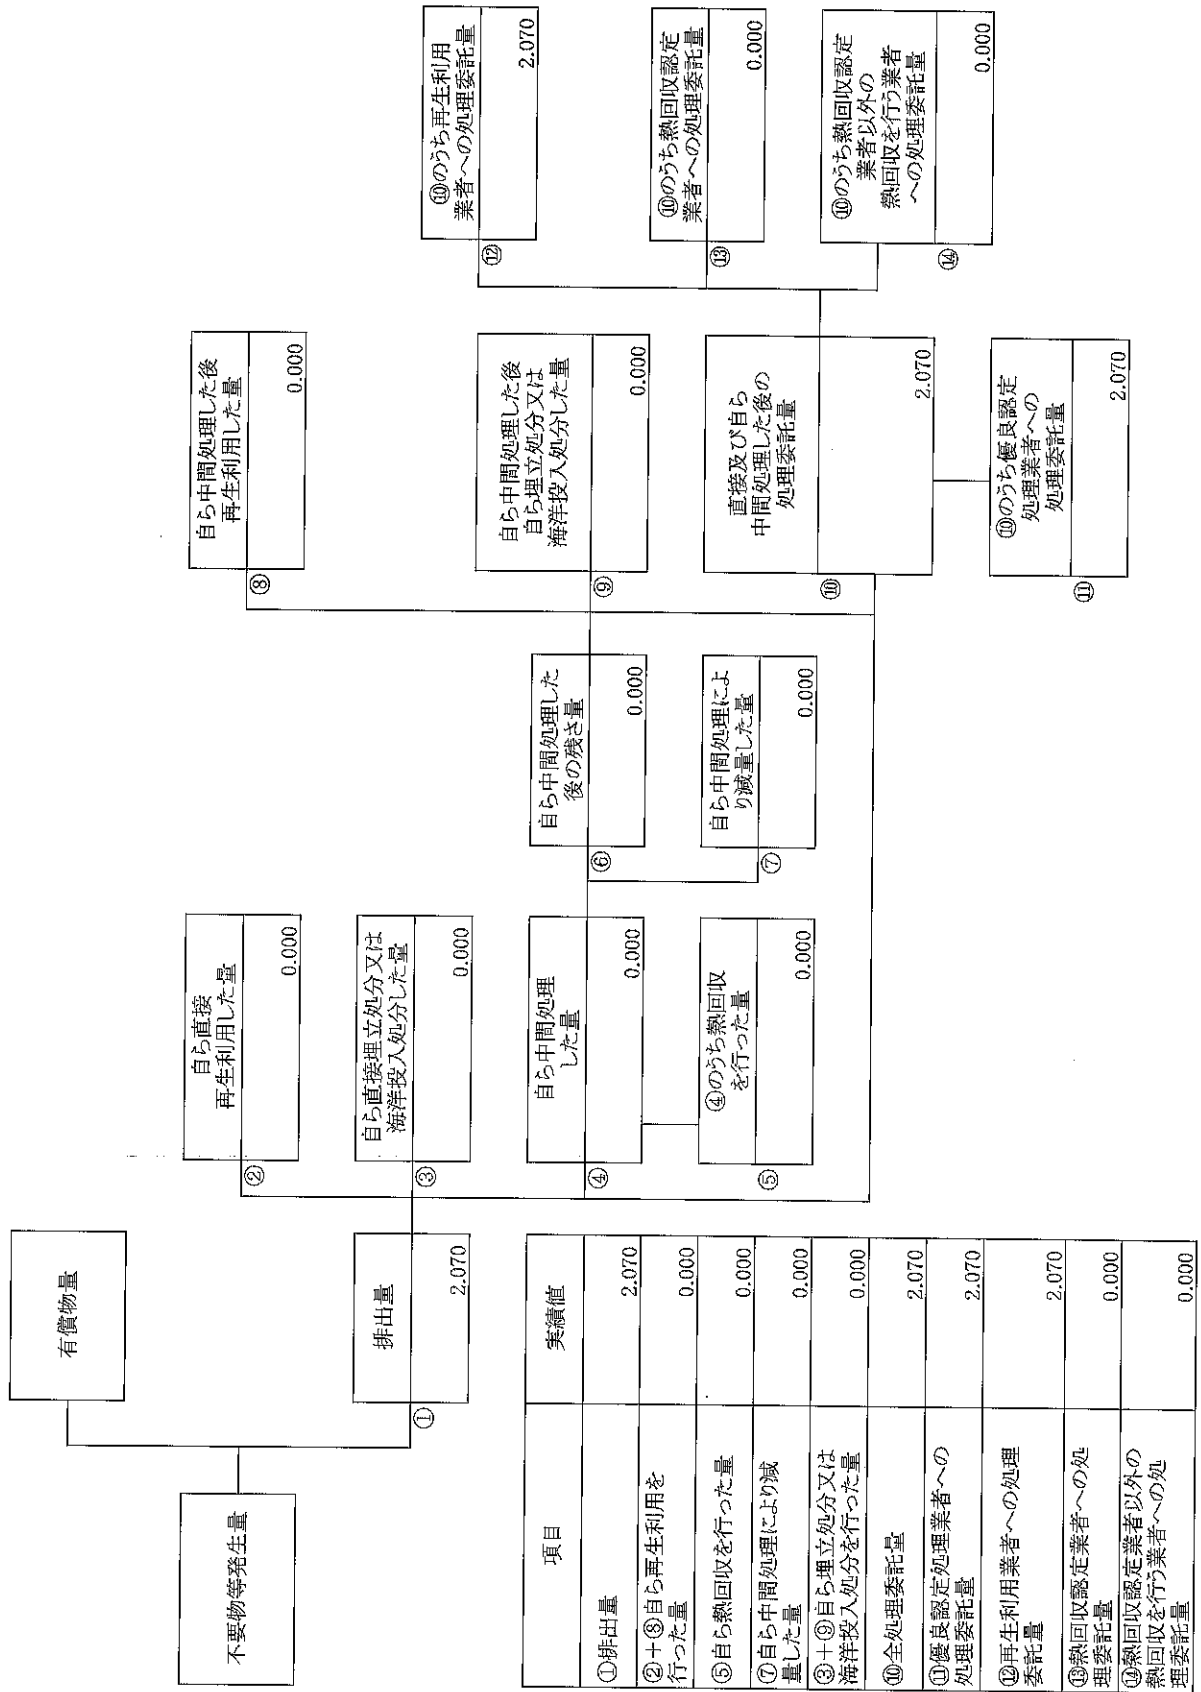 不要物等発生量
有償物量
排出量
①
2.070
自ら直接
再生利用した量
②
0.000
自ら直接埋立処分又は
海洋投入処分した量
③
0.000
自ら中間処理
した量
④
0.000
④のうち熱回収
を行った量
⑤
0.000
自ら中間処理した
後の残さ量
⑥
0.000
自ら中間処理によ
り減量した量
⑦
0.000
自ら中間処理した後
再生利用した量
⑧
0.000
自ら中間処理した後
自ら埋立処分又は
海洋投入処分した量
⑨
0.000
直接及び自ら
中間処理した後の
処理委託量
⑩
2.070
⑩のうち優良認定
処理業者への
処理委託量
⑪
2.070
⑩のうち再生利用
業者への処理委託量
⑫
2.070
⑩のうち熱回収認定
業者への処理委託量
⑬
0.000
⑩のうち熱回収認定
業者以外の
熱回収を行う業者
への処理委託量
⑭
0.000
項目 実績値
①排出量 2.070
②+⑧自ら再生利用を
行った量 0.000
⑤自ら熱回収を行った量 0.000
⑦自ら中間処理により減
量した量 0.000
③+⑨自ら埋立処分又は
海洋投入処分を行った量 0.000
⑩全処理委託量 2.070
⑪優良認定処理業者への
処理委託量 2.070
⑫再生利用業者への処理
委託量 2.070
⑬熱回収認定業者への処
理委託量 0.000
⑭熱回収認定業者以外の
熱回収を行う業者への処
理委託量 0.000